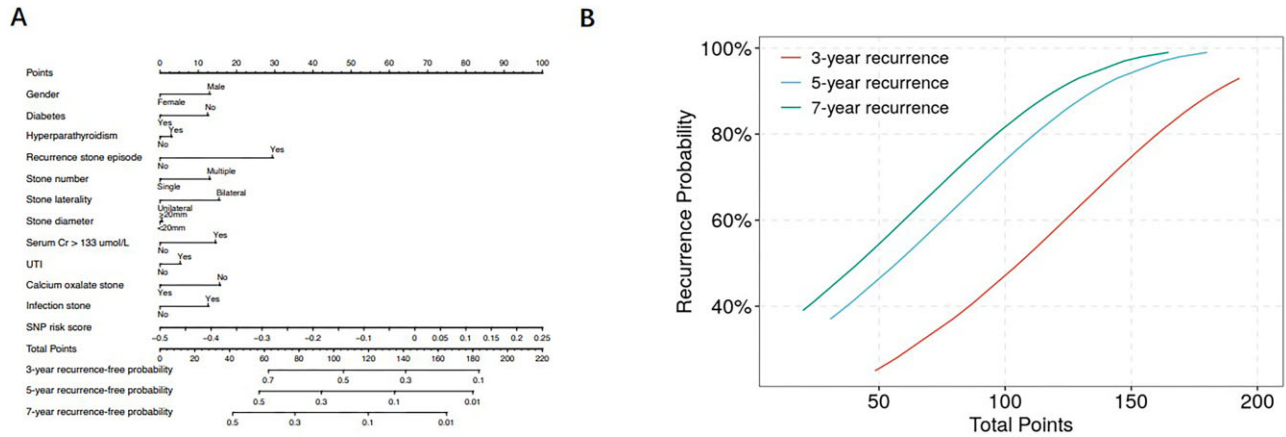 A
Points
0 10 20 30 40 50 60 70 80 90 100
Gender
Male
Female
Diabetes
No
Yes
Hyperparathyroidism
Yes
No
Recurrence stone episode
Yes
No
Stone number
Multiple
Single
Stone laterality
Bilateral
Unilateral
Stone diameter
≥20mm
<20mm
Serum Cr > 133 umol/L
Yes
No
UTI
Yes
No
Calcium oxalate stone
No
Yes
Infection stone
Yes
No
SNP risk score
−0.5 −0.4 −0.3 −0.2 −0.1 0 0.05 0.1 0.15 0.2 0.25
Total Points
0 20 40 60 80 100 120 140 160 180 200 220
3-year recurrence-free probability
0.7 0.5 0.3 0.1
5-year recurrence-free probability
0.5 0.3 0.1 0.01
7-year recurrence-free probability
0.5 0.3 0.1 0.01
B
Recurrence Probability
100%
80%
60%
40%
3-year recurrence
5-year recurrence
7-year recurrence
50 100 150 200
Total Points